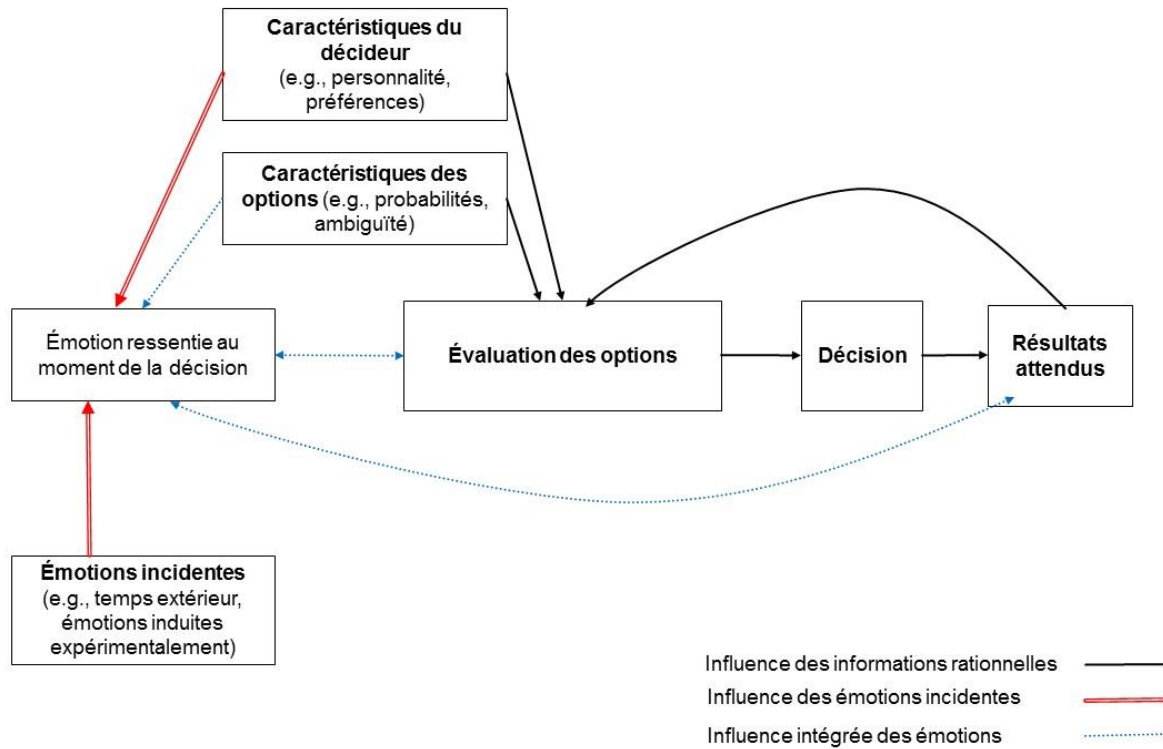 Caractéristiques du
décideur
(e.g., personnalité,
préférences)
Caractéristiques des
options (e.g., probabilités,
ambiguïté)
Émotion ressentie au
moment de la décision
Évaluation des options
Décision
Résultats
attendus
Émotions incidentes
(e.g., temps extérieur,
émotions induites
expérimentalement)
Influence des informations rationnelles
Influence des émotions incidentes
Influence intégrée des émotions